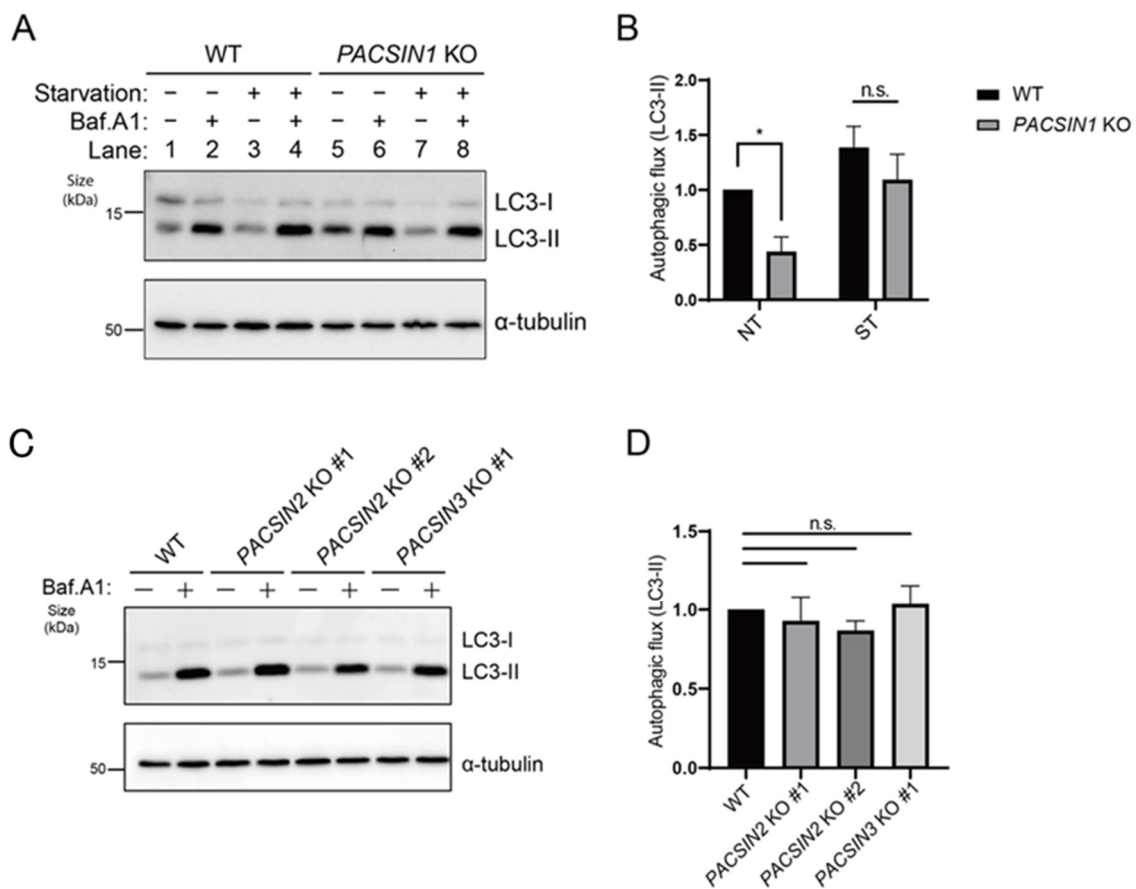 A
WT PACSIN1 KO
Starvation: – – + + – – + +
Baf.A1: – + – + – + – +
Lane: 1 2 3 4 5 6 7 8
Size
(kDa)
15
LC3-I
LC3-II
50
α-tubulin
B
Autophagic flux (LC3-II)
2.0
1.5
1.0
0.5
0.0
*
n.s.
NT
ST
WT
PACSIN1 KO
C
WT
PACSIN2 KO #1
PACSIN2 KO #2
PACSIN3 KO #1
Baf.A1: – + – + – + – +
Size
(kDa)
15
LC3-I
LC3-II
50
α-tubulin
D
Autophagic flux (LC3-II)
1.5
1.0
0.5
0.0
n.s.
WT
PACSIN2 KO #1
PACSIN2 KO #2
PACSIN3 KO #1